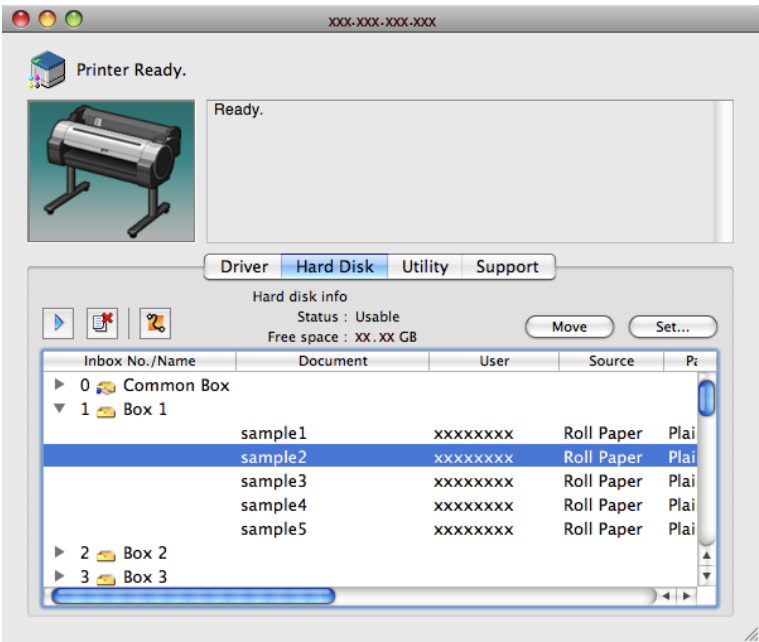 xxx.xxx.xxx.xxx
Printer Ready.
Ready.
Driver Hard Disk Utility Support
Hard disk info
Status : Usable
Free space : XX.XX GB
Move Set...
Inbox No./Name Document User Source Pa
0 Common Box
1 Box 1
sample1 xxxxxxxx Roll Paper Plai
sample2 xxxxxxxx Roll Paper Plai
sample3 xxxxxxxx Roll Paper Plai
sample4 xxxxxxxx Roll Paper Plai
sample5 xxxxxxxx Roll Paper Plai
2 Box 2
3 Box 3